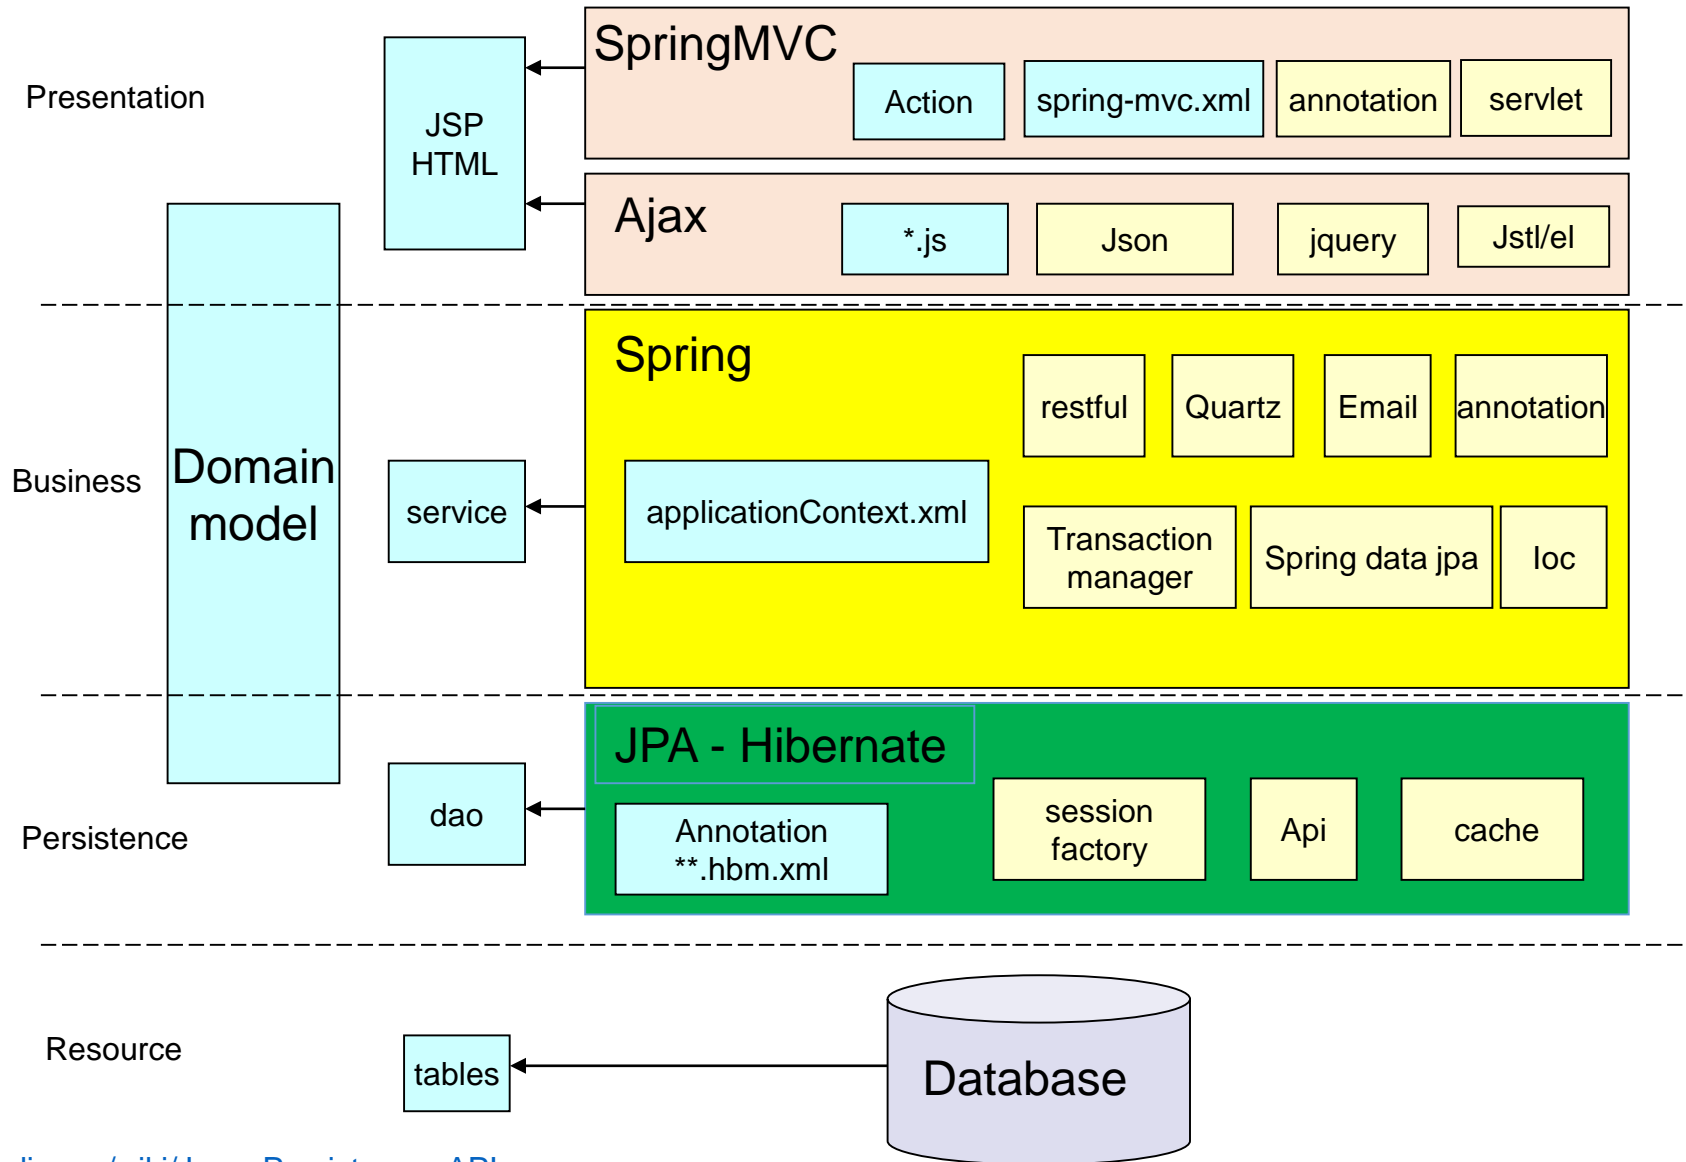 SpringMVC
Presentation
JSP
HTML
Action
spring-mvc.xml
annotation
servlet
Ajax
*.js
Json
jquery
Jstl/el
Spring
restful
Quartz
Email
annotation
Domain
model
Business
service
applicationContext.xml
Transaction
manager
Spring data jpa
Ioc
JPA - Hibernate
Persistence
dao
Annotation
**.hbm.xml
session
factory
Api
cache
Resource
tables
Database